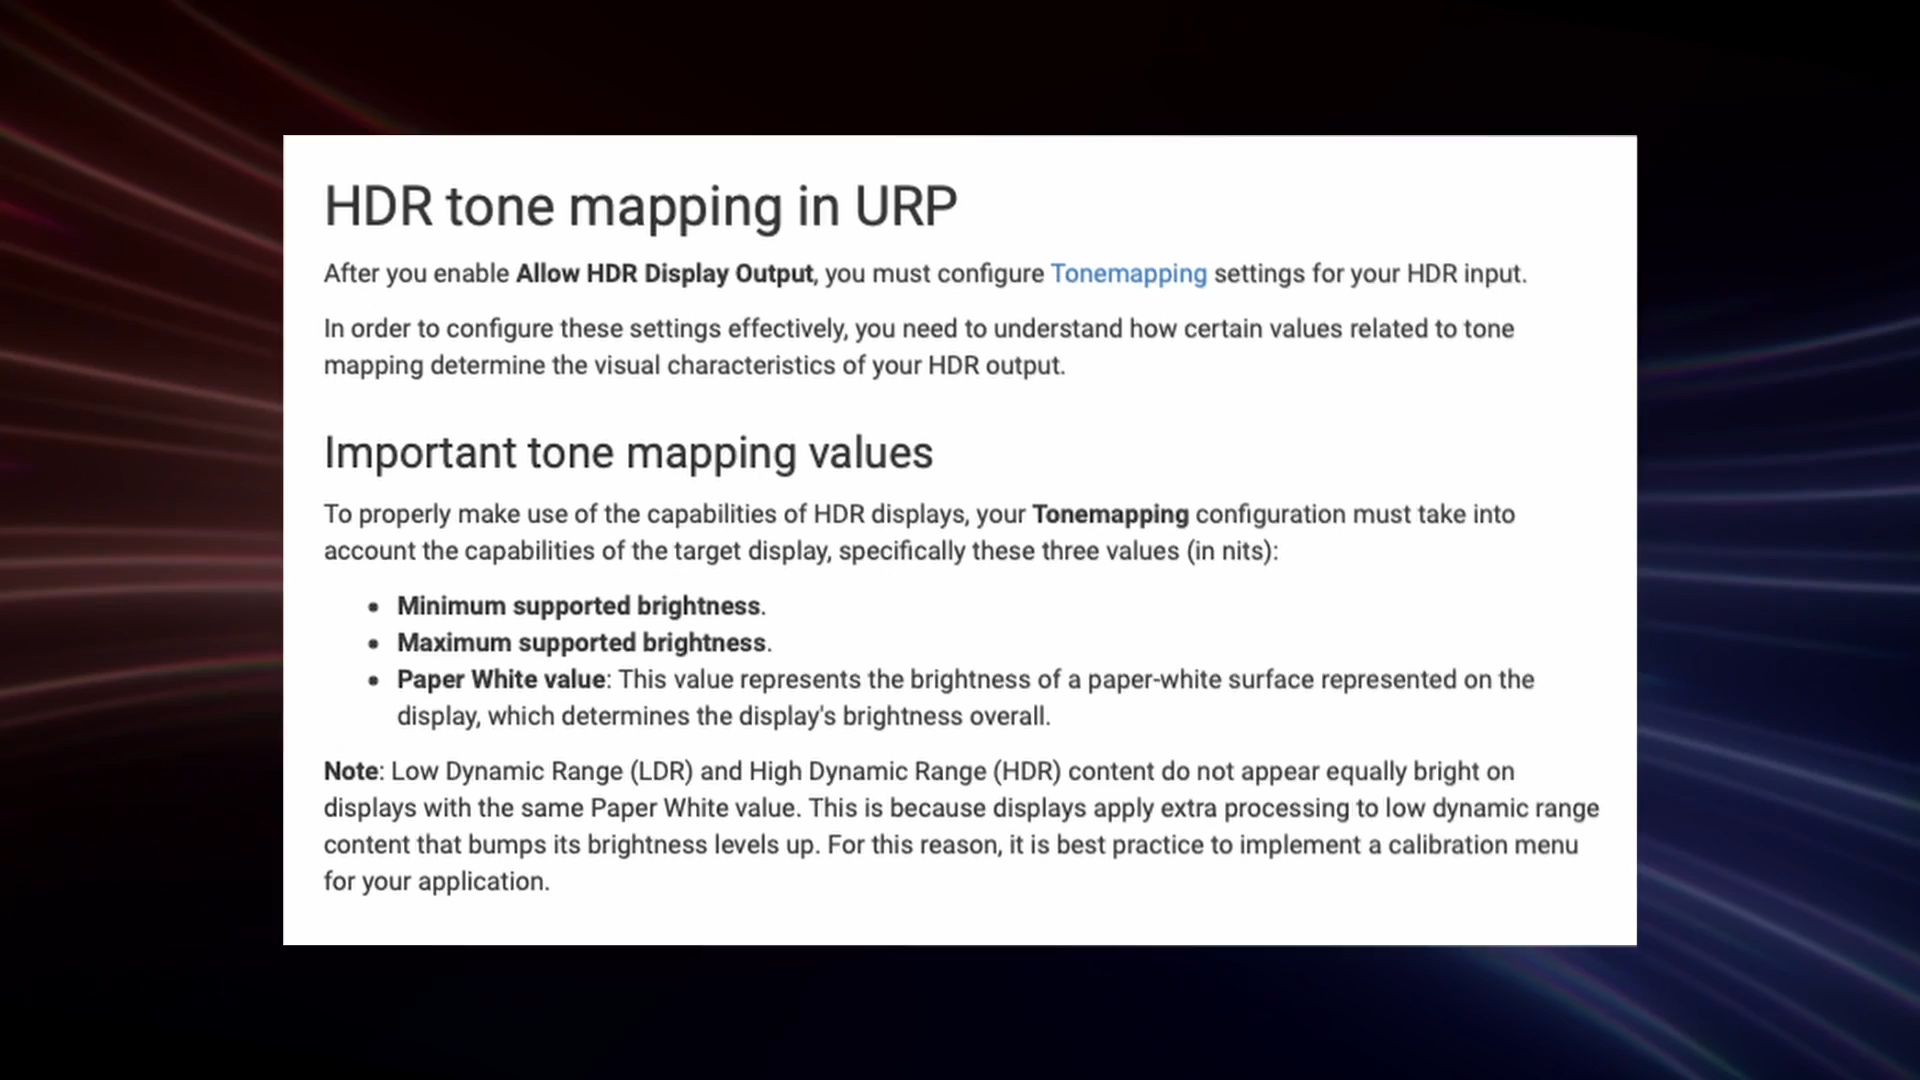 HDR tone mapping in URP
After you enable Allow HDR Display Output, you must configure Tonemapping settings for your HDR input.
In order to configure these settings effectively, you need to understand how certain values related to tone
mapping determine the visual characteristics of your HDR output.
Important tone mapping values
To properly make use of the capabilities of HDR displays, your Tonemapping configuration must take into
account the capabilities of the target display, specifically these three values (in nits):
• Minimum supported brightness.
• Maximum supported brightness.
• Paper White value: This value represents the brightness of a paper-white surface represented on the
display, which determines the display's brightness overall.
Note: Low Dynamic Range (LDR) and High Dynamic Range (HDR) content do not appear equally bright on
displays with the same Paper White value. This is because displays apply extra processing to low dynamic range
content that bumps its brightness levels up. For this reason, it is best practice to implement a calibration menu
for your application.